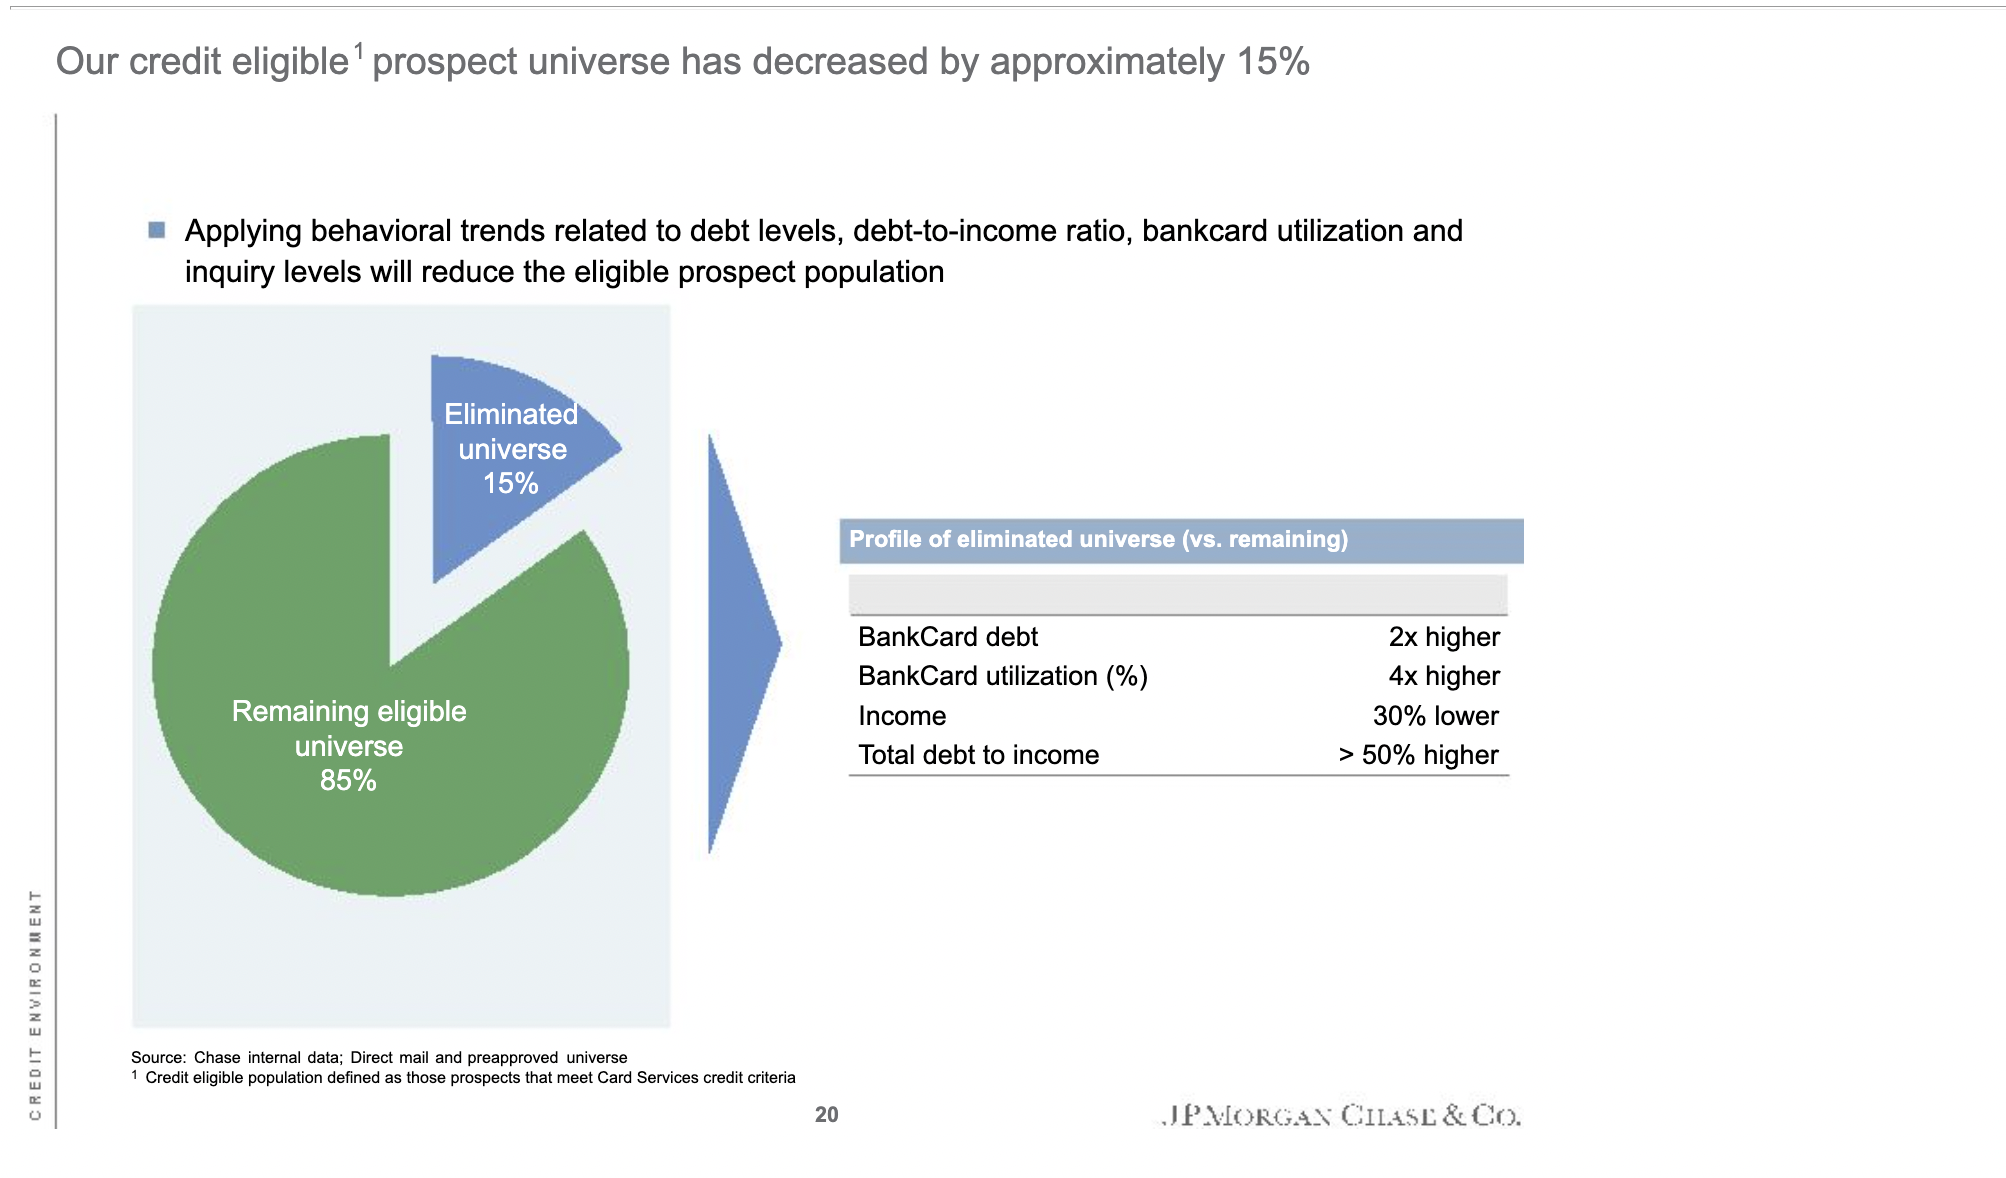 Our credit eligible¹ prospect universe has decreased by approximately 15%
■ Applying behavioral trends related to debt levels, debt-to-income ratio, bankcard utilization and
inquiry levels will reduce the eligible prospect population
Eliminated
universe
15%
Remaining eligible
universe
85%
Profile of eliminated universe (vs. remaining)
BankCard debt 2x higher
BankCard utilization (%) 4x higher
Income 30% lower
Total debt to income > 50% higher
CREDIT ENVIRONMENT
Source: Chase internal data; Direct mail and preapproved universe
¹ Credit eligible population defined as those prospects that meet Card Services credit criteria
20
JPMORGAN CHASE & CO.